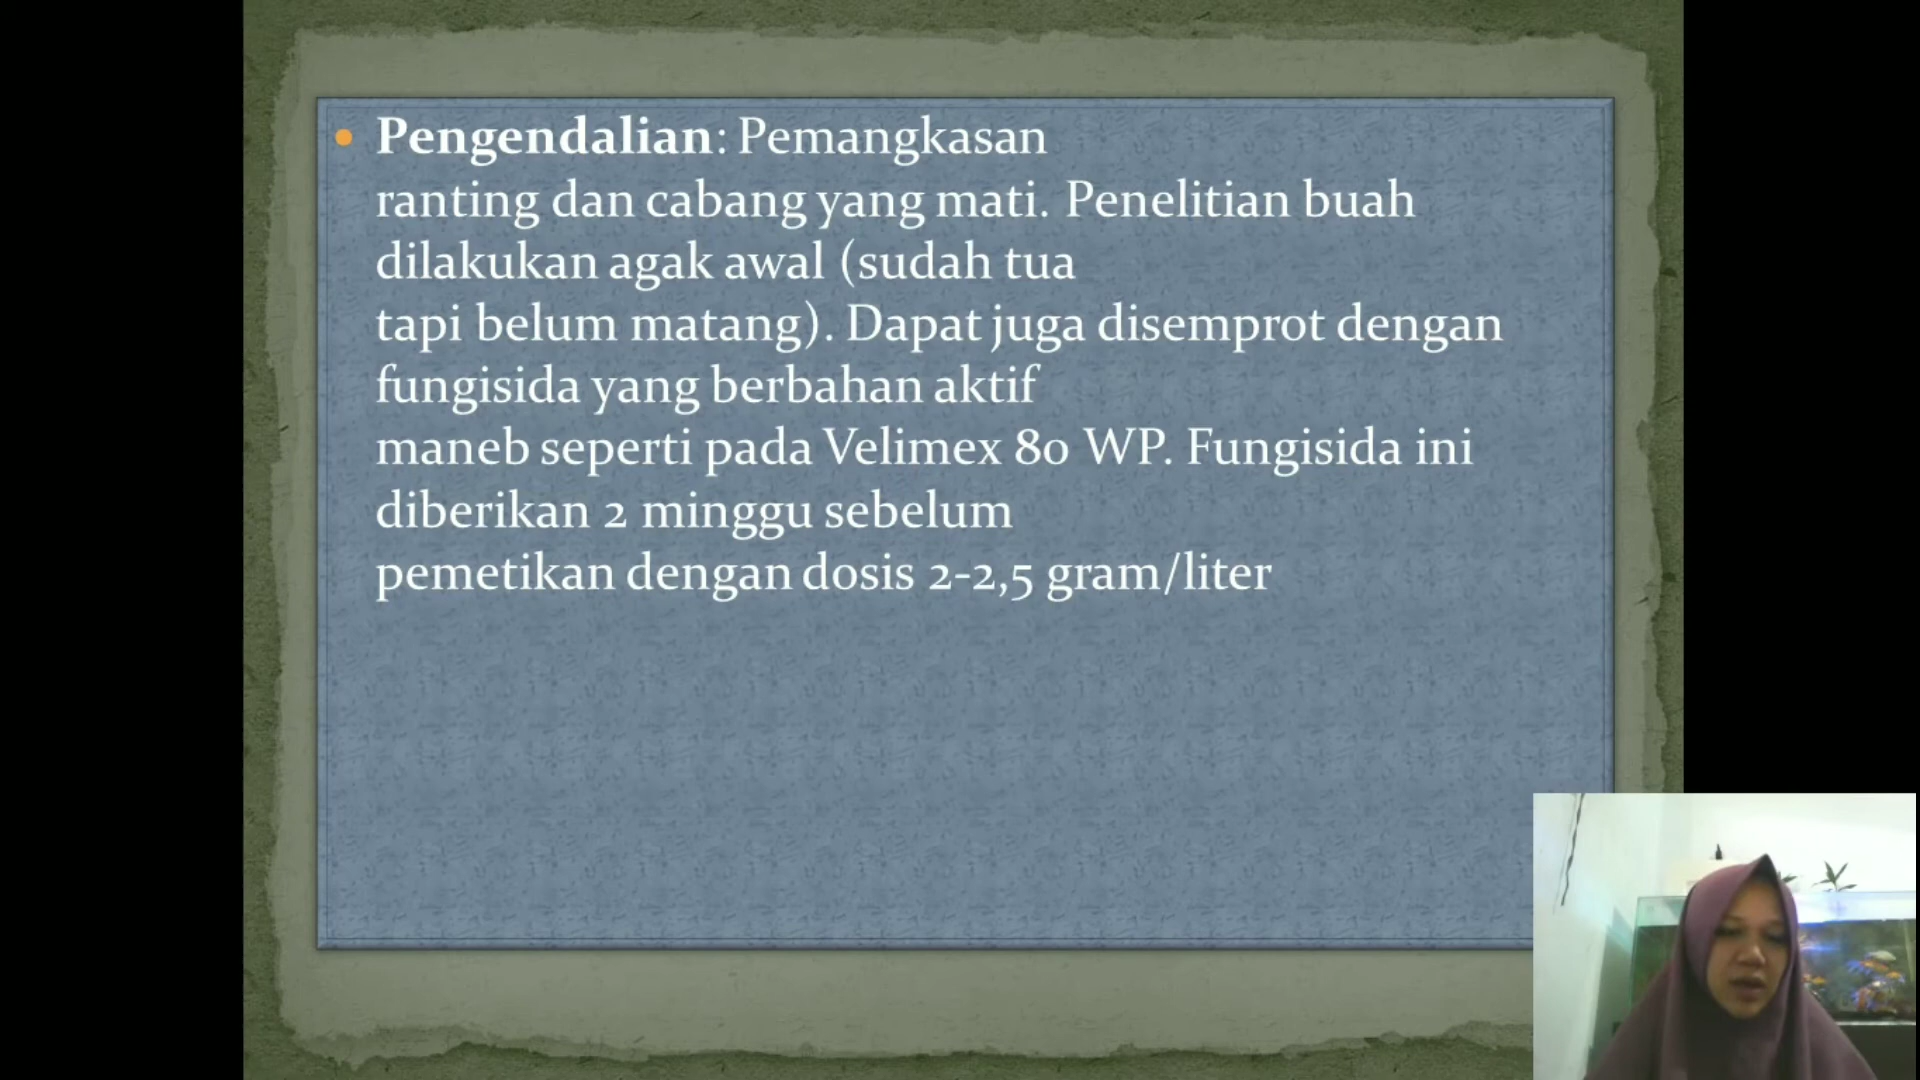 • Pengendalian: Pemangkasan
ranting dan cabang yang mati. Penelitian buah
dilakukan agak awal (sudah tua
tapi belum matang). Dapat juga disemprot dengan
fungisida yang berbahan aktif
maneb seperti pada Velimex 80 WP. Fungisida ini
diberikan 2 minggu sebelum
pemetikan dengan dosis 2-2,5 gram/liter